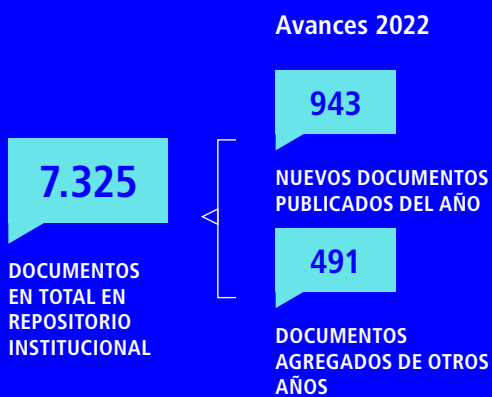 Avances 2022
7.325
DOCUMENTOS
EN TOTAL EN
REPOSITORIO
INSTITUCIONAL
943
NUEVOS DOCUMENTOS
PUBLICADOS DEL AÑO
491
DOCUMENTOS
AGREGADOS DE OTROS
AÑOS